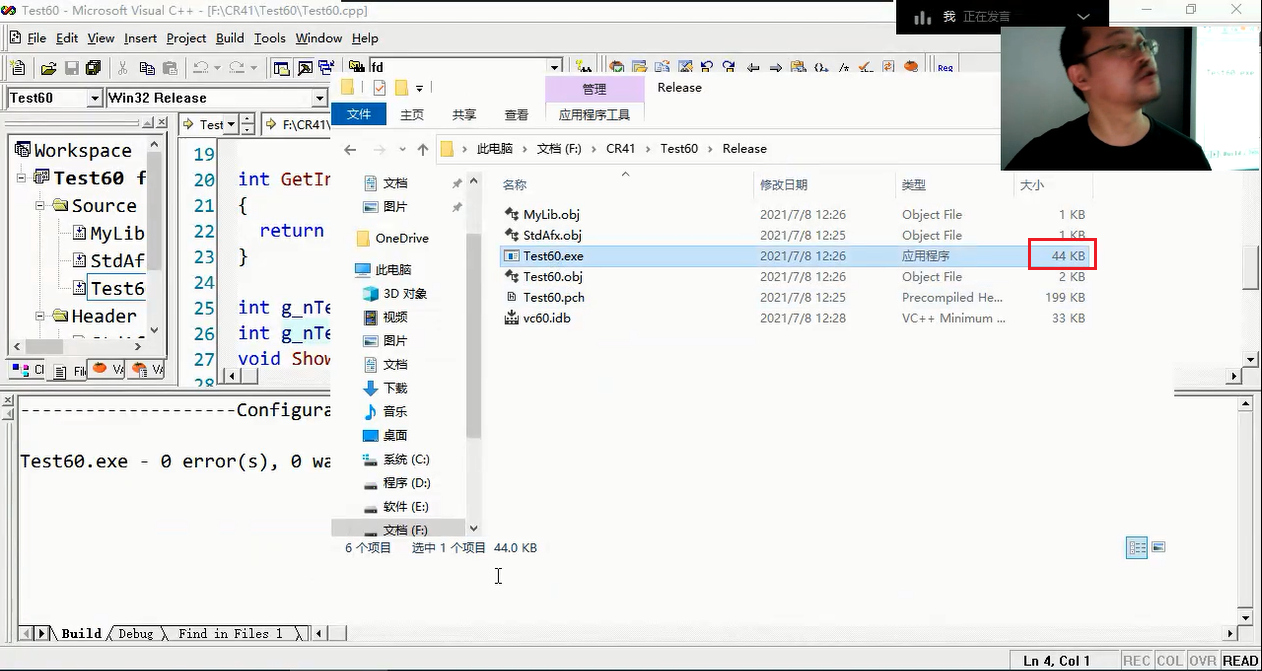 Test60 - Microsoft Visual C++ - [F:\CR41\Test60\Test60.cpp]
我 正在发言
File Edit View Insert Project Build Tools Window Help
fd
Reg
管理 Release
Test60 Win32 Release
文件 主页 共享 查看 应用程序工具
Test F:\CR41\
此电脑 文档 (F:) CR41 Test60 Release
Workspace
Test60 f
Source
MyLib
StdAf
Test6
Header
Cl Fil VA VA
19
20 int GetIn
21 {
22 return
23 }
24
25 int g_nTe
26 int g_nTe
27 void Show
28
文档
图片
OneDrive
此电脑
3D 对象
视频
图片
文档
下载
音乐
桌面
系统 (C:)
程序 (D:)
软件 (E:)
文档 (F:)
名称 修改日期 类型 大小
MyLib.obj 2021/7/8 12:26 Object File 1 KB
StdAfx.obj 2021/7/8 12:25 Object File 1 KB
Test60.exe 2021/7/8 12:26 应用程序 44 KB
Test60.obj 2021/7/8 12:26 Object File 2 KB
Test60.pch 2021/7/8 12:25 Precompiled He... 199 KB
vc60.idb 2021/7/8 12:28 VC++ Minimum ... 33 KB
6 个项目 选中 1 个项目 44.0 KB
--------------------Configura
Test60.exe - 0 error(s), 0 wa
Build Debug Find in Files 1
Ln 4, Col 1 REC COL OVR READ